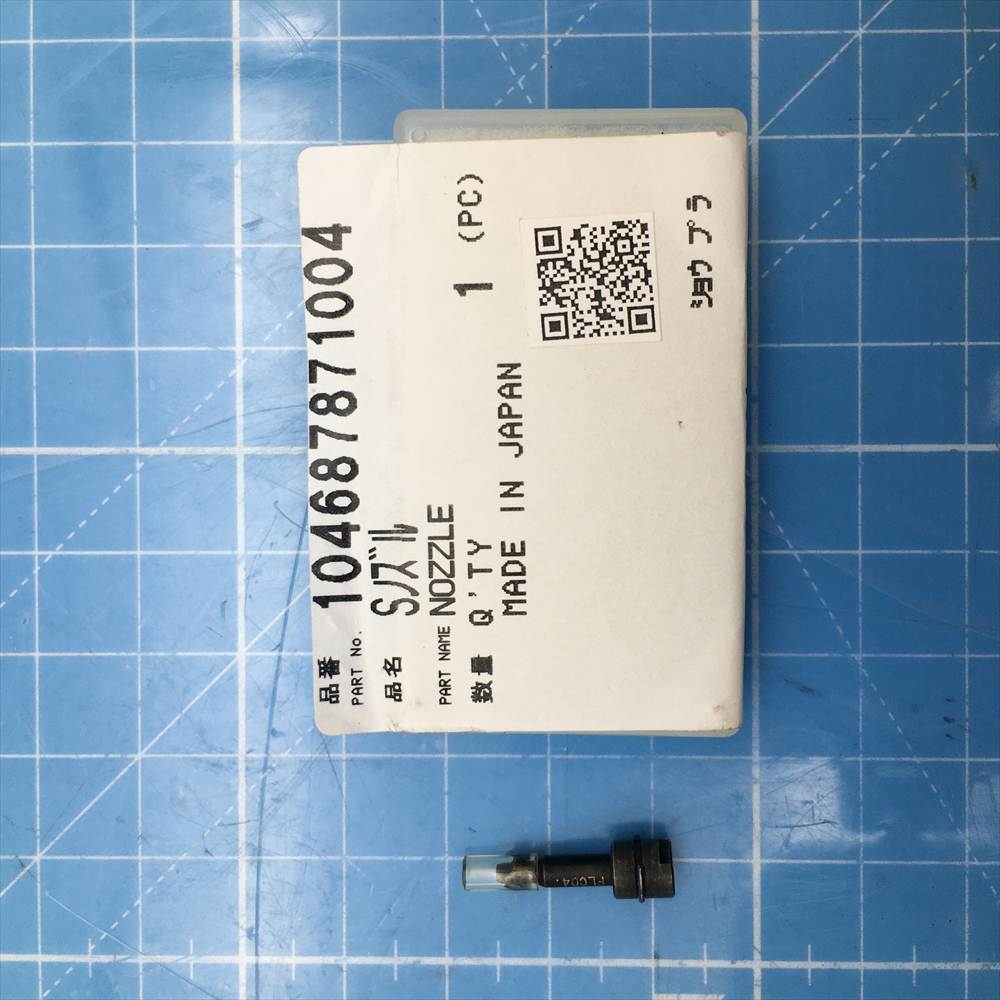 品番
PART No. 104687871004
品名 Sノズル
PART NAME NOZZLE
数量 Q'TY 1 (PC)
MADE IN JAPAN
ショウプラ